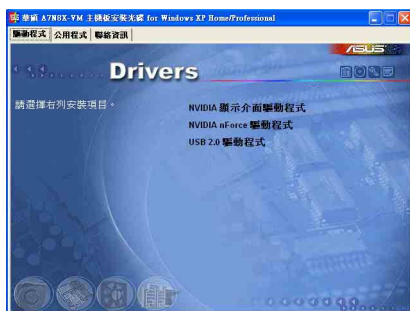 華碩 A7N8X-VM 主機板安裝光碟 for Windows XP Home/Professional
驅動程式 公用程式 聯絡資訊
ASUS
Drivers
請選擇右列安裝項目。
NVIDIA 顯示介面驅動程式
NVIDIA nForce 驅動程式
USB 2.0 驅動程式